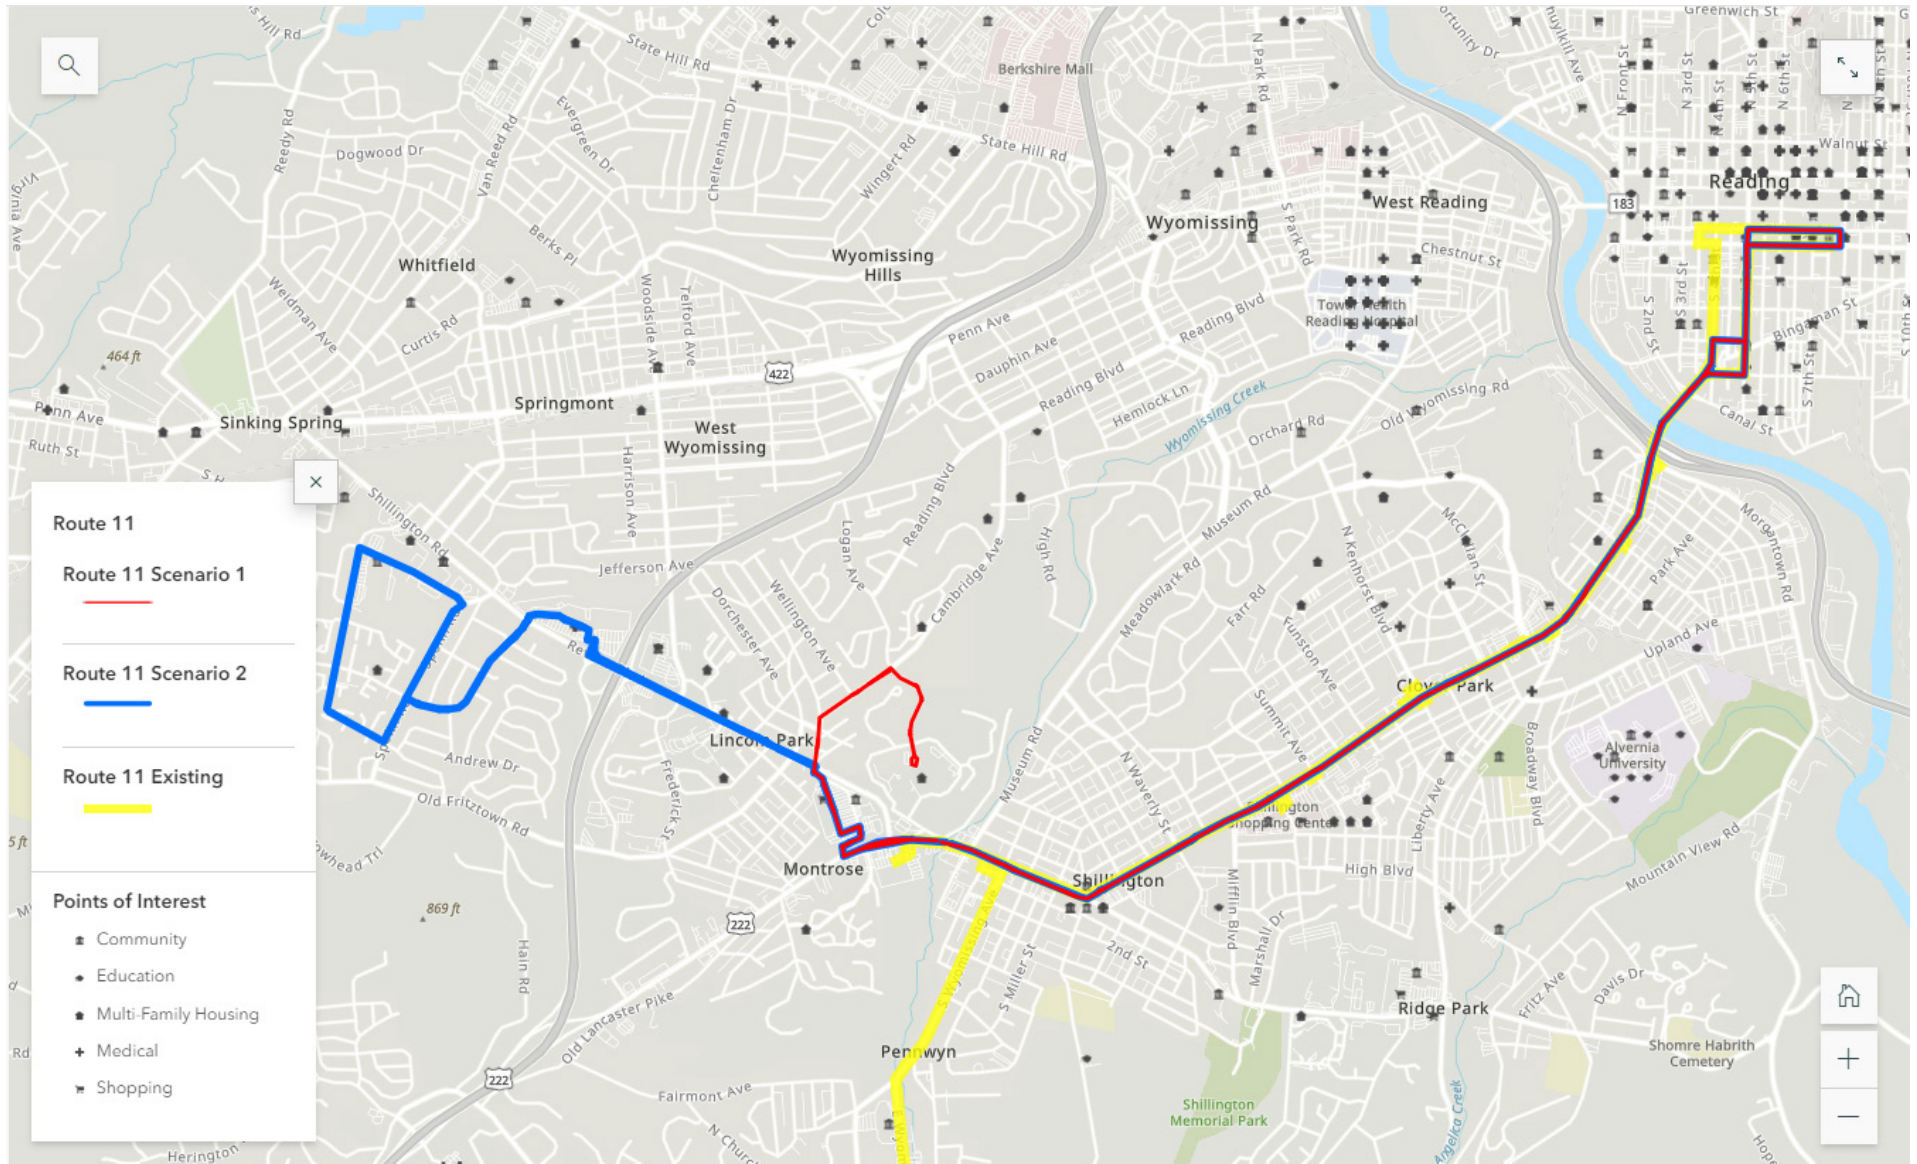 Greenwich St
State Hill Rd
Berkshire Mall
N Park Rd
N Front St
N 3rd St
N 4th St
N 5th St
N 6th St
Reedy Rd
Van Reed Rd
Evergreen Dr
Cheltenham Dr
Wingert Rd
State Hill Rd
Walnut St
Dogwood Dr
Virginia Ave
Reading
183
West Reading
Wyomissing
S Park Rd
Berks Pl
Whitfield
Wyomissing
Hills
Chestnut St
Weidman Ave
Woodside Ave
Telford Ave
S 3rd St
S 2nd St
Tower Health
Reading Hospital
Bingaman St
Curtis Rd
Penn Ave
Reading Blvd
464 ft
Dauphin Ave
422
Reading Blvd
S 7th St
S 10th St
Hemlock Ln
Wyomissing Creek
Old Wyomissing Rd
Penn Ave
Springmont
Sinking Spring
Orchard Rd
Canal St
West
Wyomissing
Ruth St
Harrison Ave
Reading Blvd
Museum Rd
Shillington Rd
Route 11
Logan Ave
High Rd
N Kenhorst Blvd
McClellan St
Morgantown Rd
Park Ave
Jefferson Ave
Cambridge Ave
Meadowlark Rd
Farr Rd
Route 11 Scenario 1
Dorchester Ave
Wellington Ave
Funston Ave
Upland Ave
Route 11 Scenario 2
Clover Park
Summit Ave
Lincoln Park
Museum Rd
N Waverly St
Broadway Blvd
Alvernia
University
Andrew Dr
Route 11 Existing
Frederick St
Old Fritztown Rd
Shillington
Shopping Center
Liberty Ave
Mountain View Rd
Montrose
High Blvd
Shillington
Points of Interest
869 ft
222
Mifflin Blvd
Marshall Dr
Community
Hain Rd
S Wyomissing Ave
S Miller St
2nd St
Education
Fritz Ave
Davis Dr
Multi-Family Housing
Old Lancaster Pike
Ridge Park
Medical
Pennwyn
Shomre Habrith
Cemetery
222
Shopping
Fairmont Ave
Shillington
Memorial Park
Angelica Creek
Herington